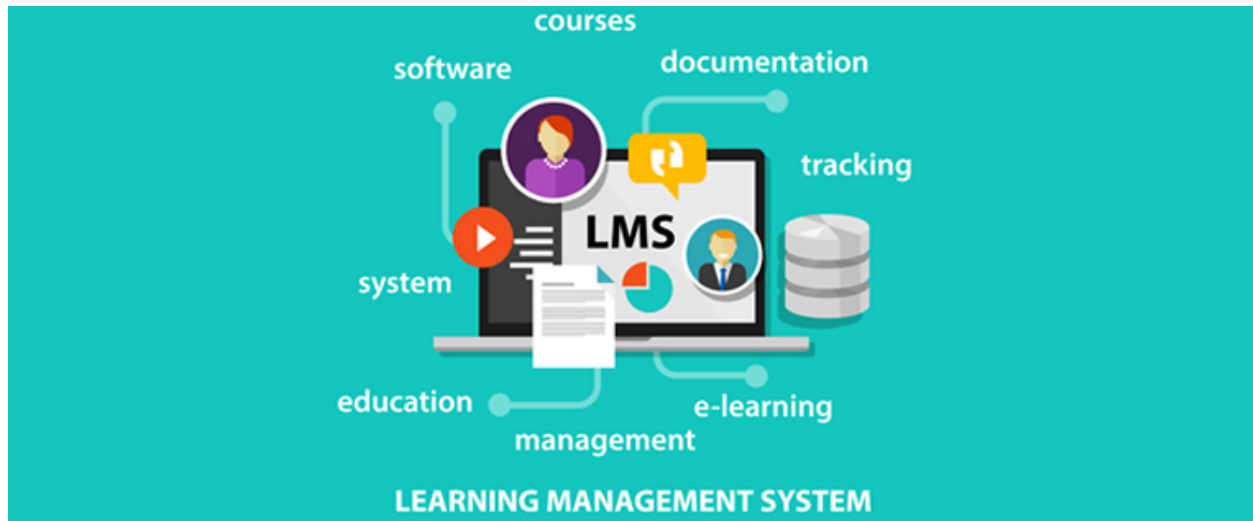 courses
software
documentation
tracking
LMS
system
education
e-learning
management
LEARNING MANAGEMENT SYSTEM